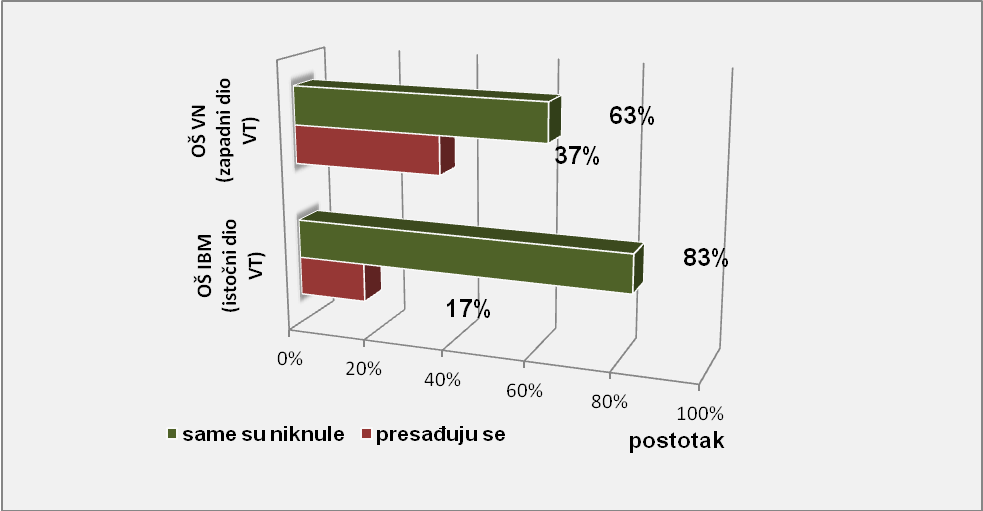 OŠ VN
(zapadni dio
VT)
63%
37%
OŠ IBM
(istočni dio
VT)
83%
17%
0%
20%
40%
60%
80%
100%
same su niknule
presađuju se
postotak